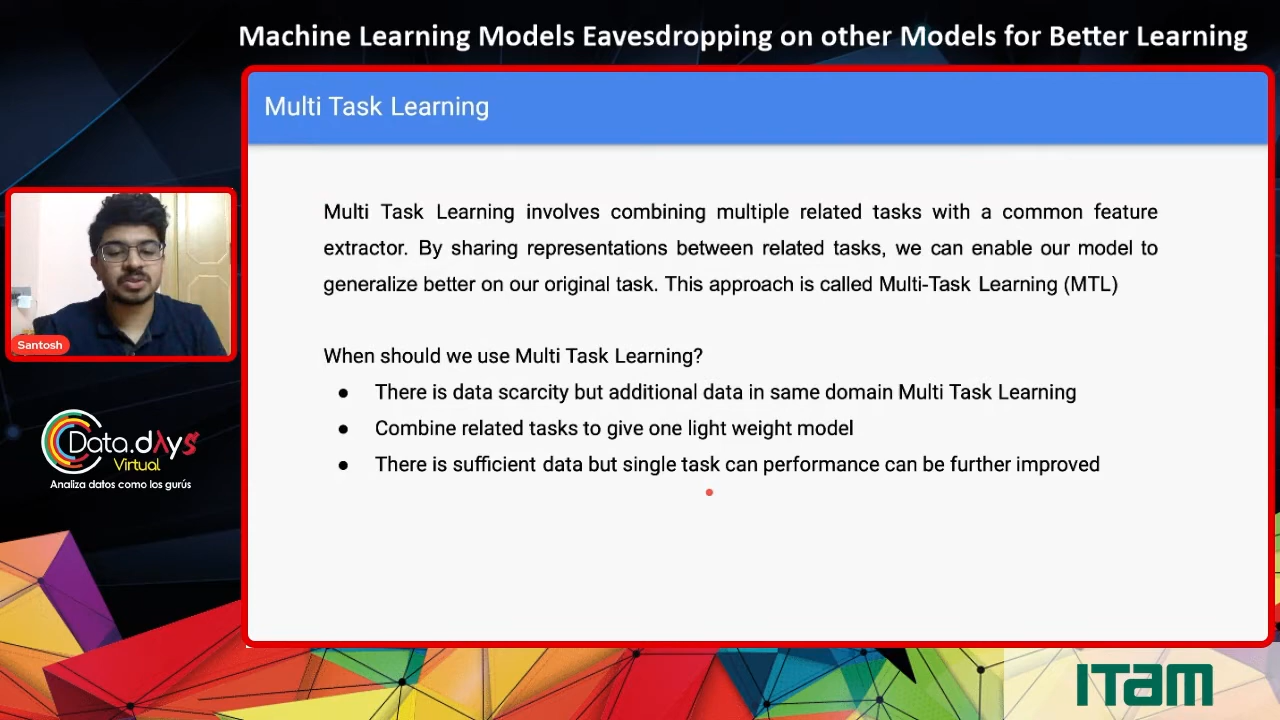 Machine Learning Models Eavesdropping on other Models for Better Learning
Multi Task Learning
Multi Task Learning involves combining multiple related tasks with a common feature
extractor. By sharing representations between related tasks, we can enable our model to
generalize better on our original task. This approach is called Multi-Task Learning (MTL)
When should we use Multi Task Learning?
● There is data scarcity but additional data in same domain Multi Task Learning
● Combine related tasks to give one light weight model
● There is sufficient data but single task can performance can be further improved
Santosh
Data.dλys
Virtual
Analiza datos como los gurús
ITAM